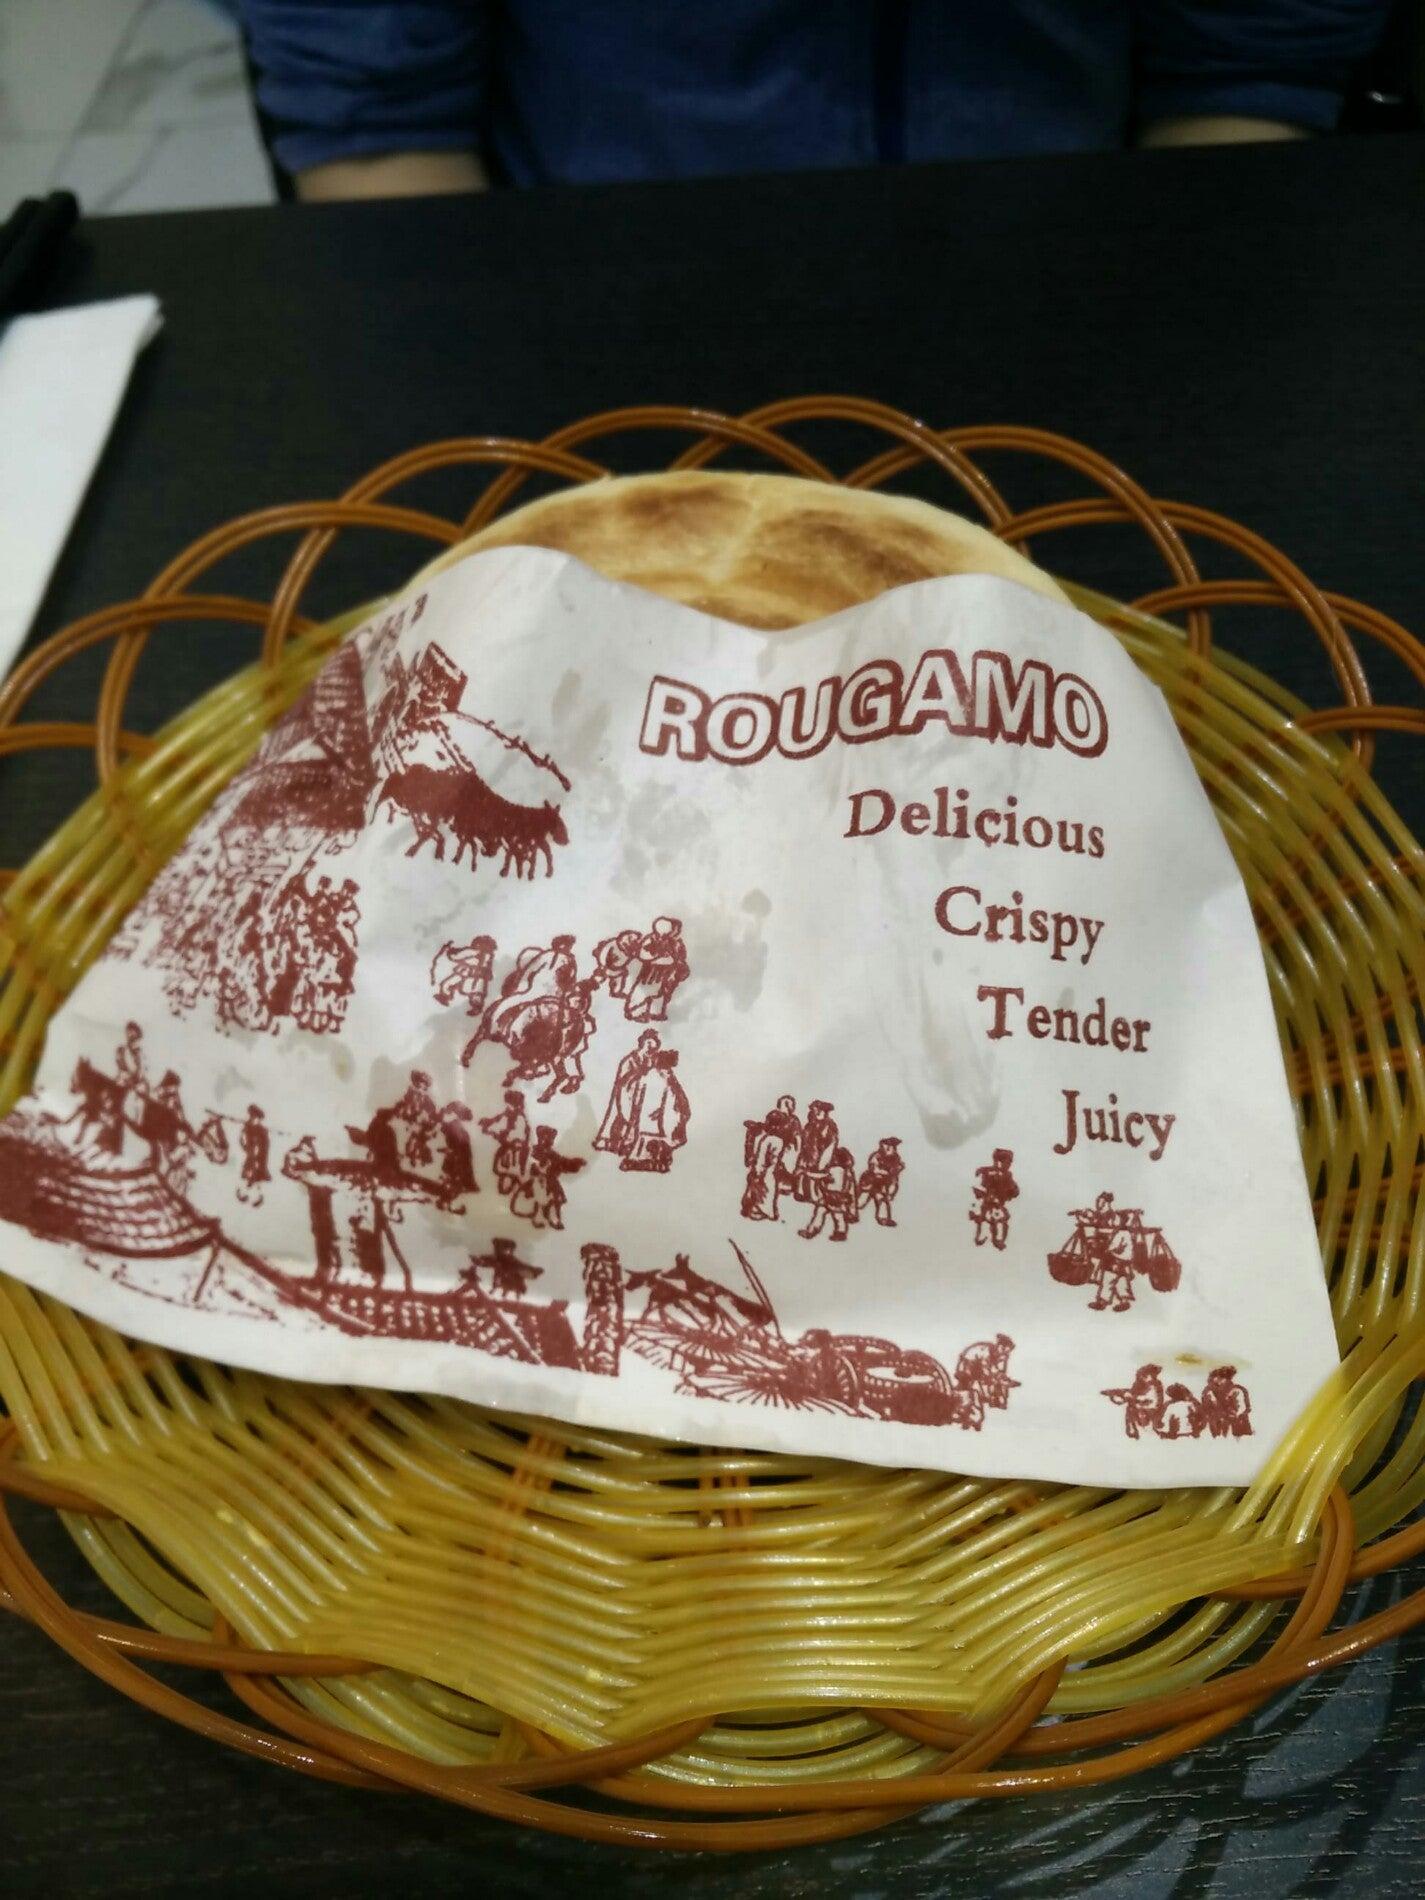 ROUGAMO
Delicious
Crispy
Tender
Juicy